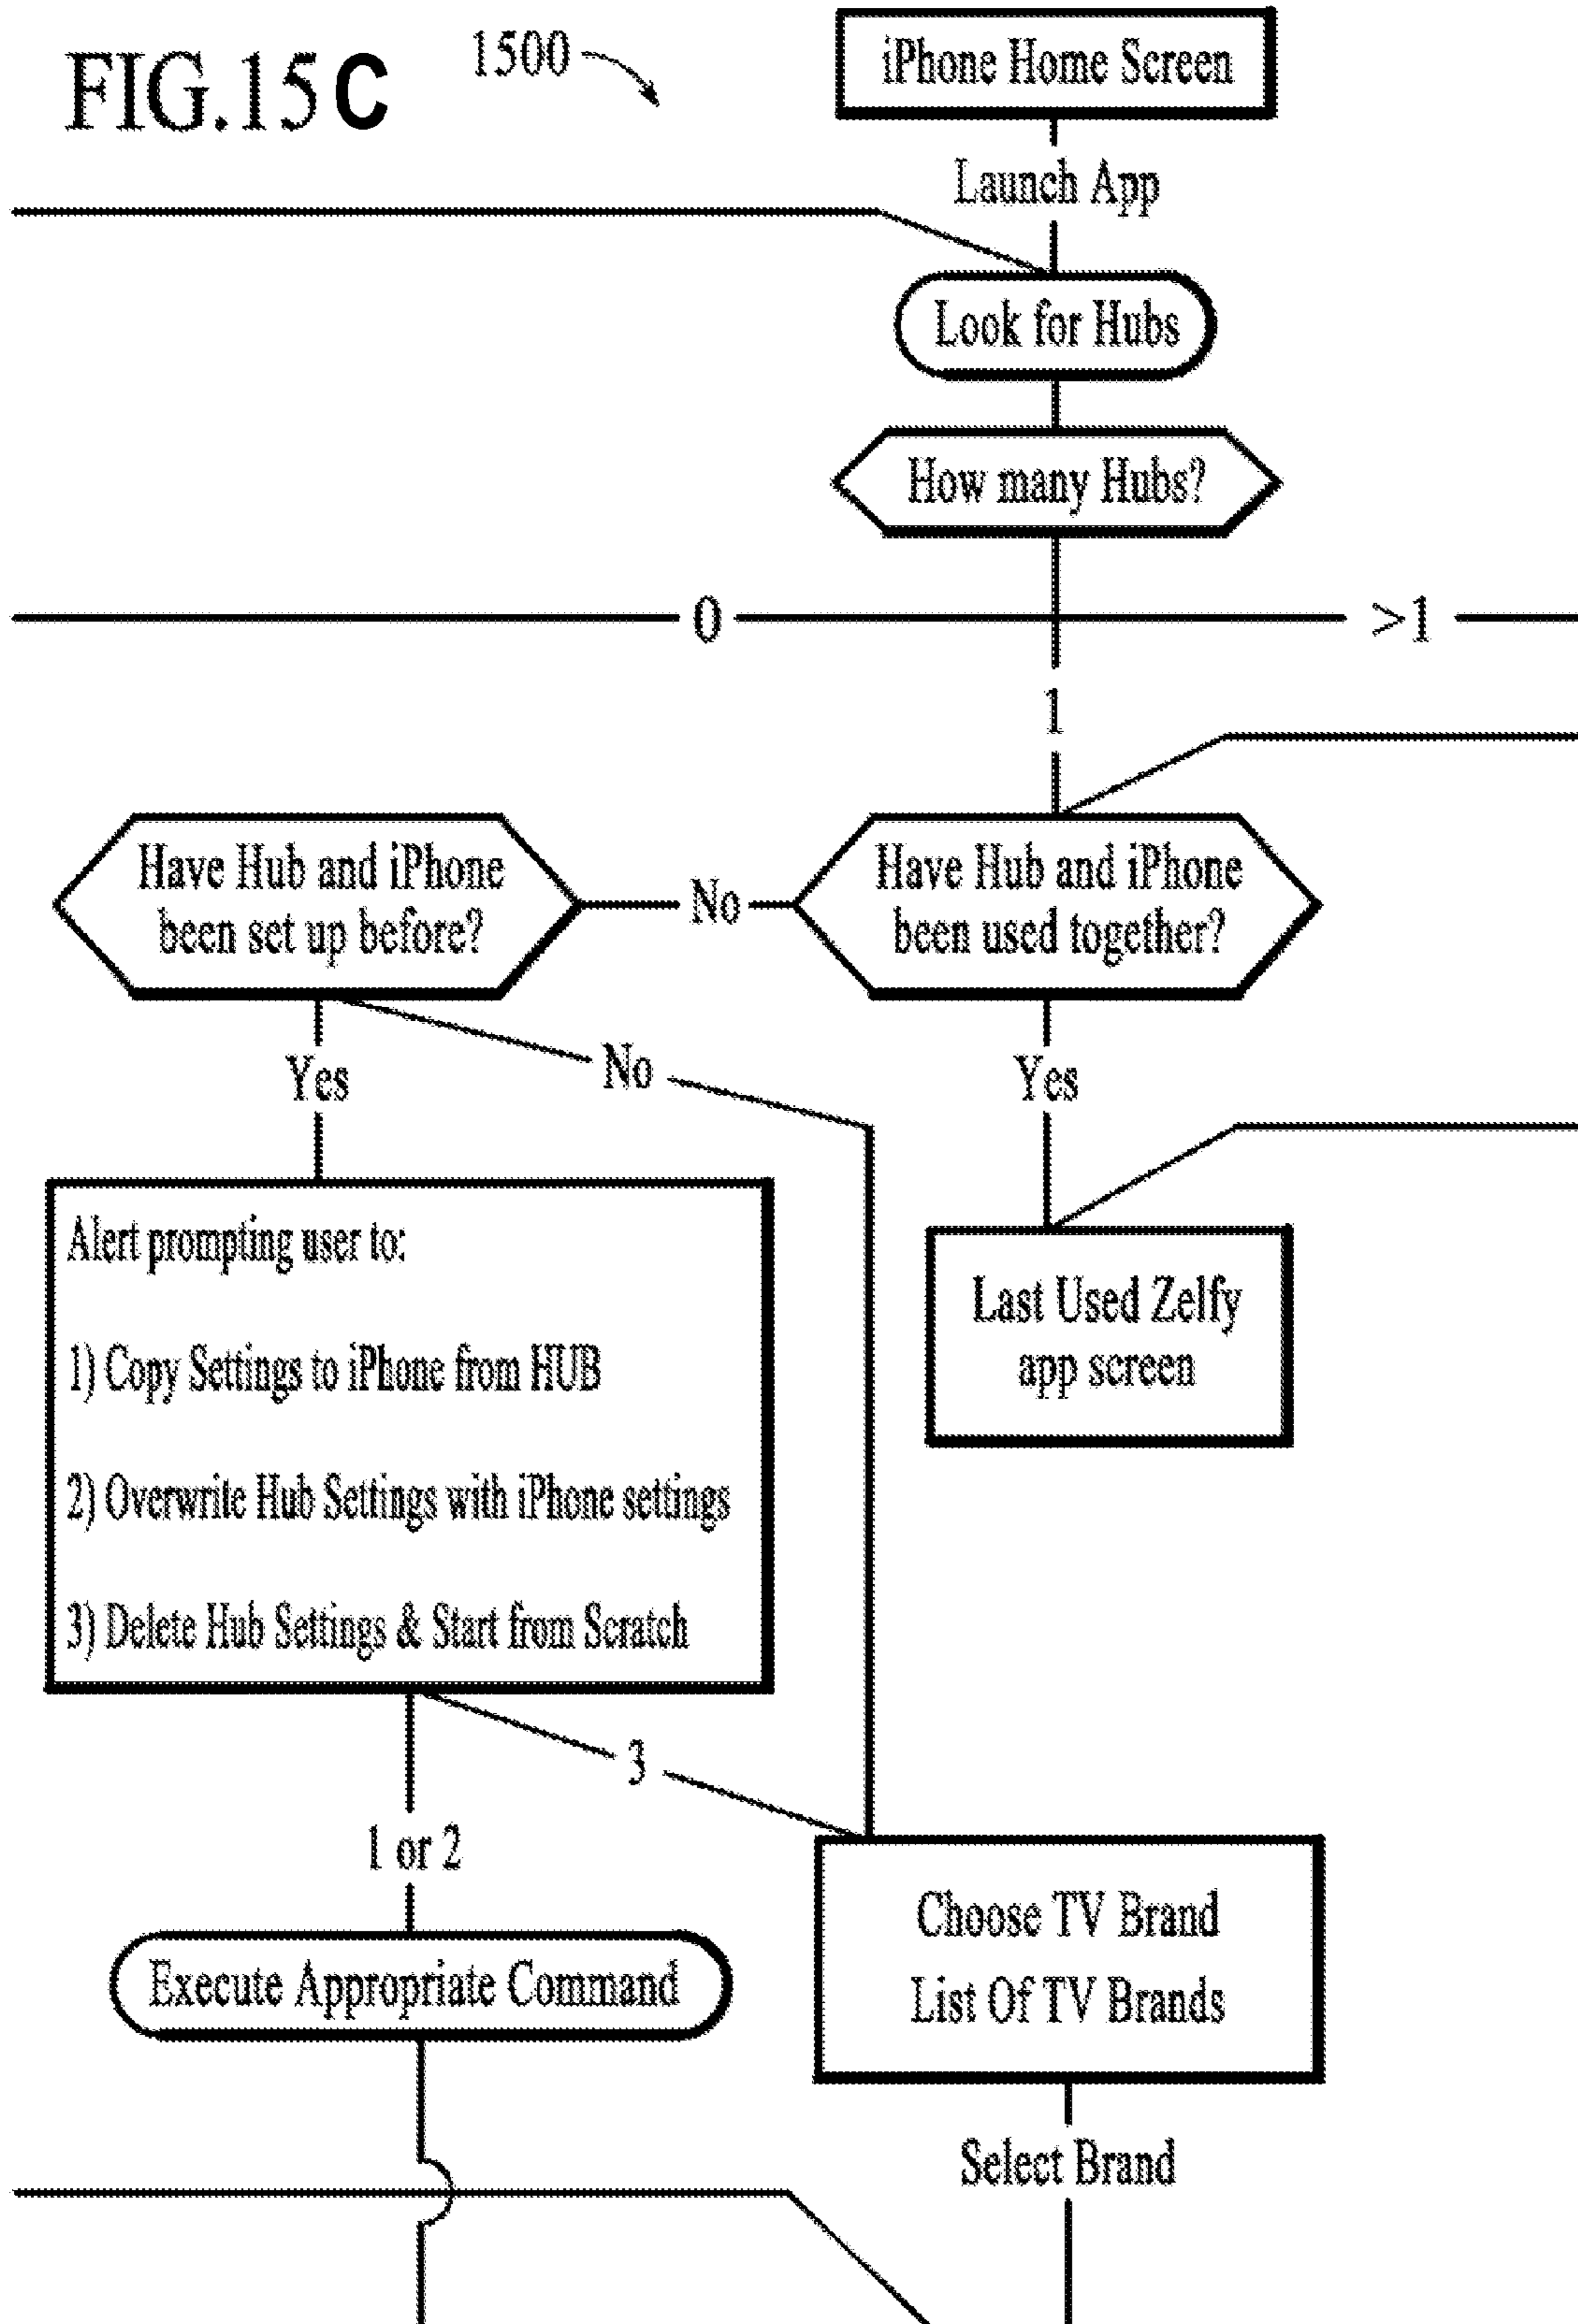 FIG.15C
1500
iPhone Home Screen
Launch App
Look for Hubs
How many Hubs?
0
>1
1
Have Hub and iPhone
been set up before?
No
Have Hub and iPhone
been used together?
Yes
No
Yes
Alert prompting user to:
1) Copy Settings to iPhone from HUB
2) Overwrite Hub Settings with iPhone settings
3) Delete Hub Settings & Start from Scratch
Last Used Zelfy
app screen
3
1 or 2
Execute Appropriate Command
Choose TV Brand
List Of TV Brands
Select Brand